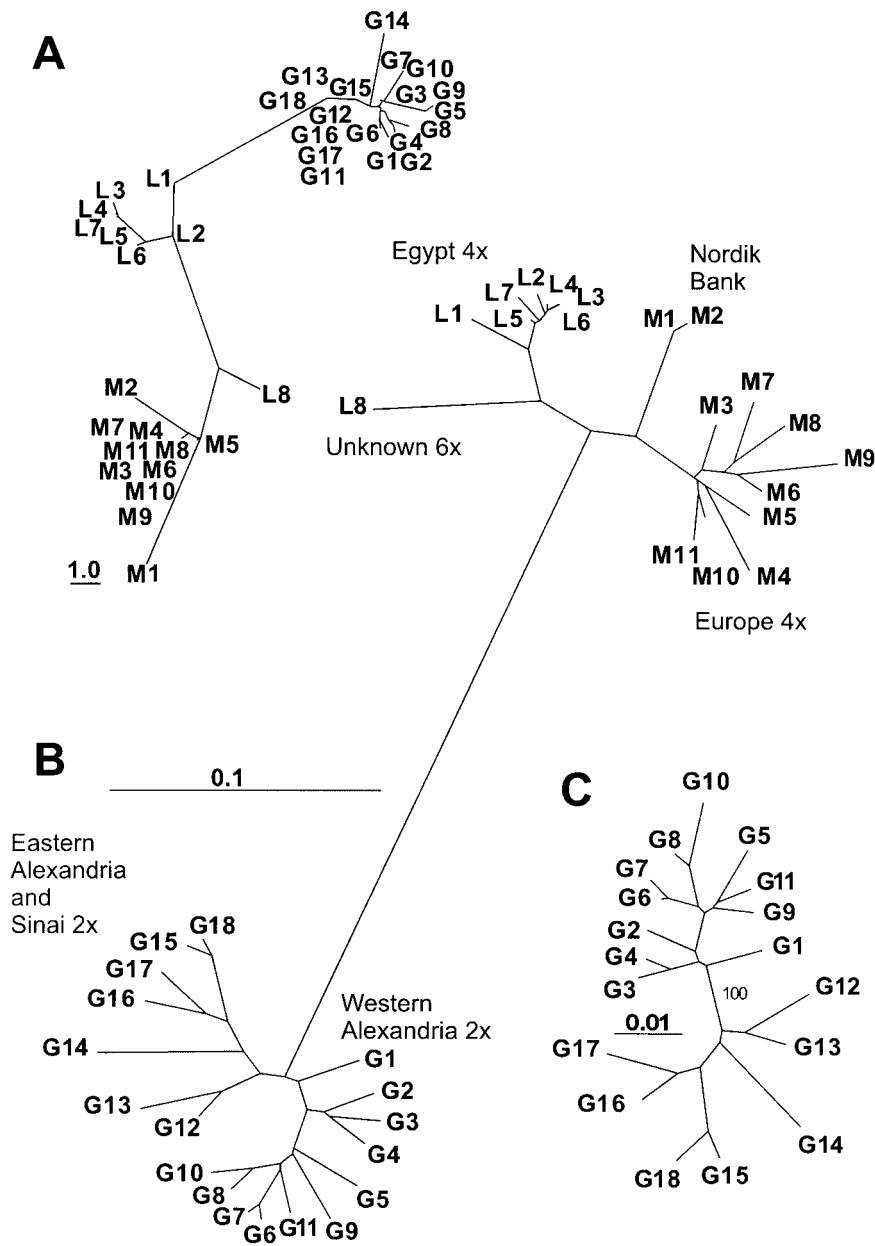 A
G14
G7
G10
G13
G15
G3
G9
G18
G12
G5
G16
G6
G4
G8
G17
G1
G2
G11
L1
L3
L4
L7
L5
L2
L6
L8
M2
M7
M4
M5
M11
M8
M3
M6
M10
M9
M1
1.0
B
Egypt 4x
L2
L4
L7
L3
L1
L5
L6
L8
Unknown 6x
Nordik
Bank
M1
M2
M7
M3
M8
M9
M6
M5
M11
M10
M4
Europe 4x
0.1
Eastern
Alexandria
and
Sinai 2x
G18
G15
G17
G16
G14
G13
G12
Western
Alexandria 2x
G1
G2
G3
G4
G10
G8
G5
G7
G6
G11
G9
C
G10
G8
G5
G7
G11
G6
G9
G2
G4
G1
G3
100
G12
0.01
G17
G13
G16
G14
G18
G15